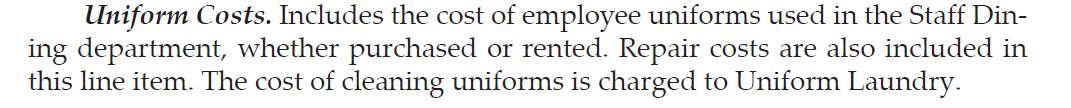 Uniform Costs. Includes the cost of employee uniforms used in the Staff Din-
ing department, whether purchased or rented. Repair costs are also included in
this line item. The cost of cleaning uniforms is charged to Uniform Laundry.